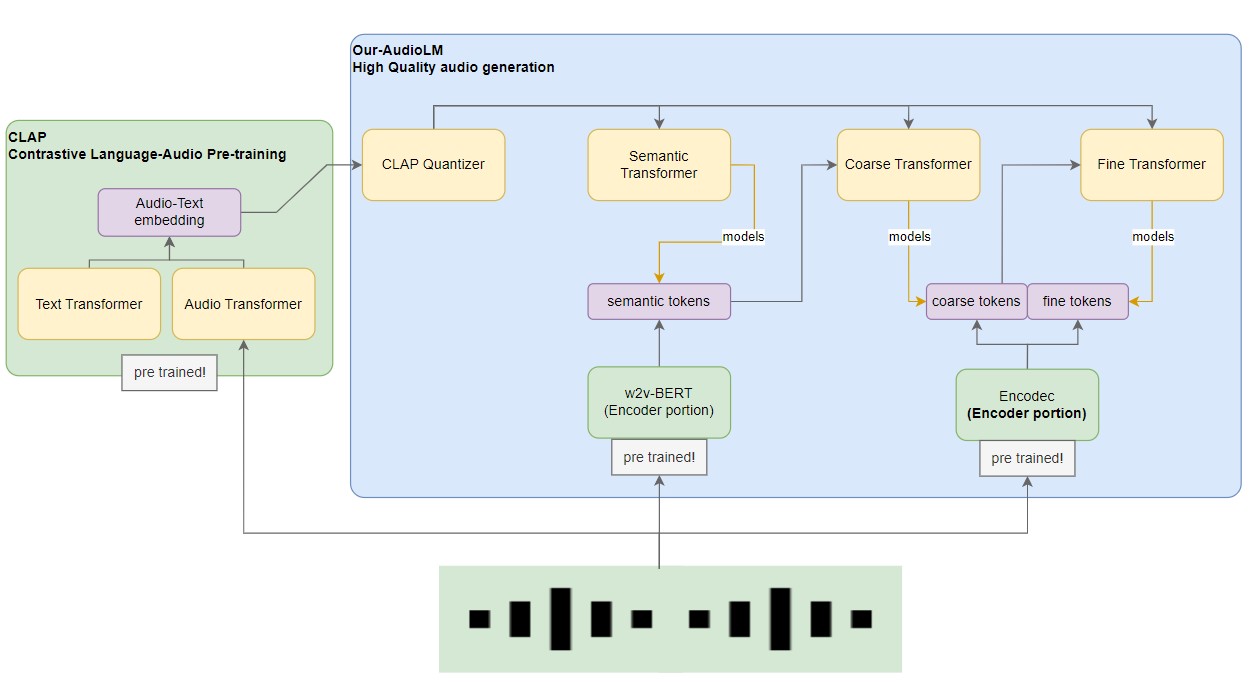 Our-AudioLM
High Quality audio generation
CLAP
Contrastive Language-Audio Pre-training
Audio-Text
embedding
Text Transformer
Audio Transformer
pre trained!
CLAP Quantizer
Semantic
Transformer
Coarse Transformer
Fine Transformer
models
models
models
semantic tokens
coarse tokens
fine tokens
w2v-BERT
(Encoder portion)
pre trained!
Encodec
(Encoder portion)
pre trained!